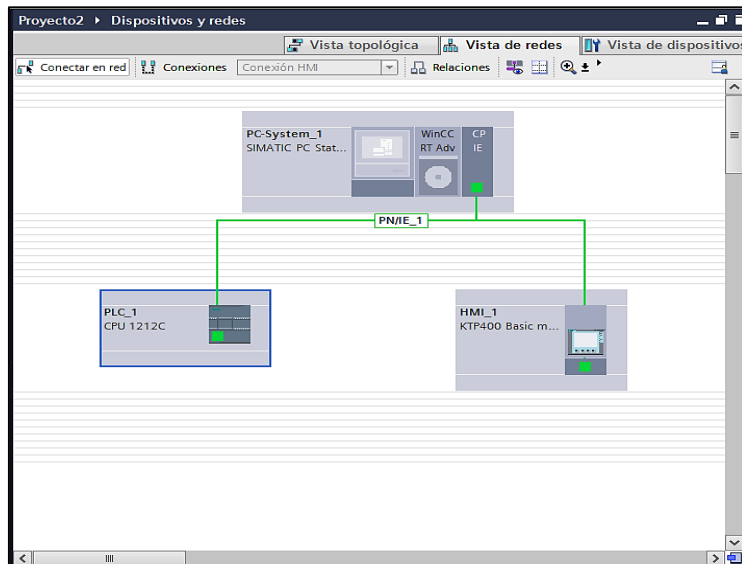 Proyecto2 ▸ Dispositivos y redes
Vista topológica Vista de redes Vista de dispositivos
Conectar en red Conexiones Conexión HMI Relaciones
PC-System_1
SIMATIC PC Stat...
WinCC
RT Adv
CP
IE
PN/IE_1
PLC_1
CPU 1212C
HMI_1
KTP400 Basic m...